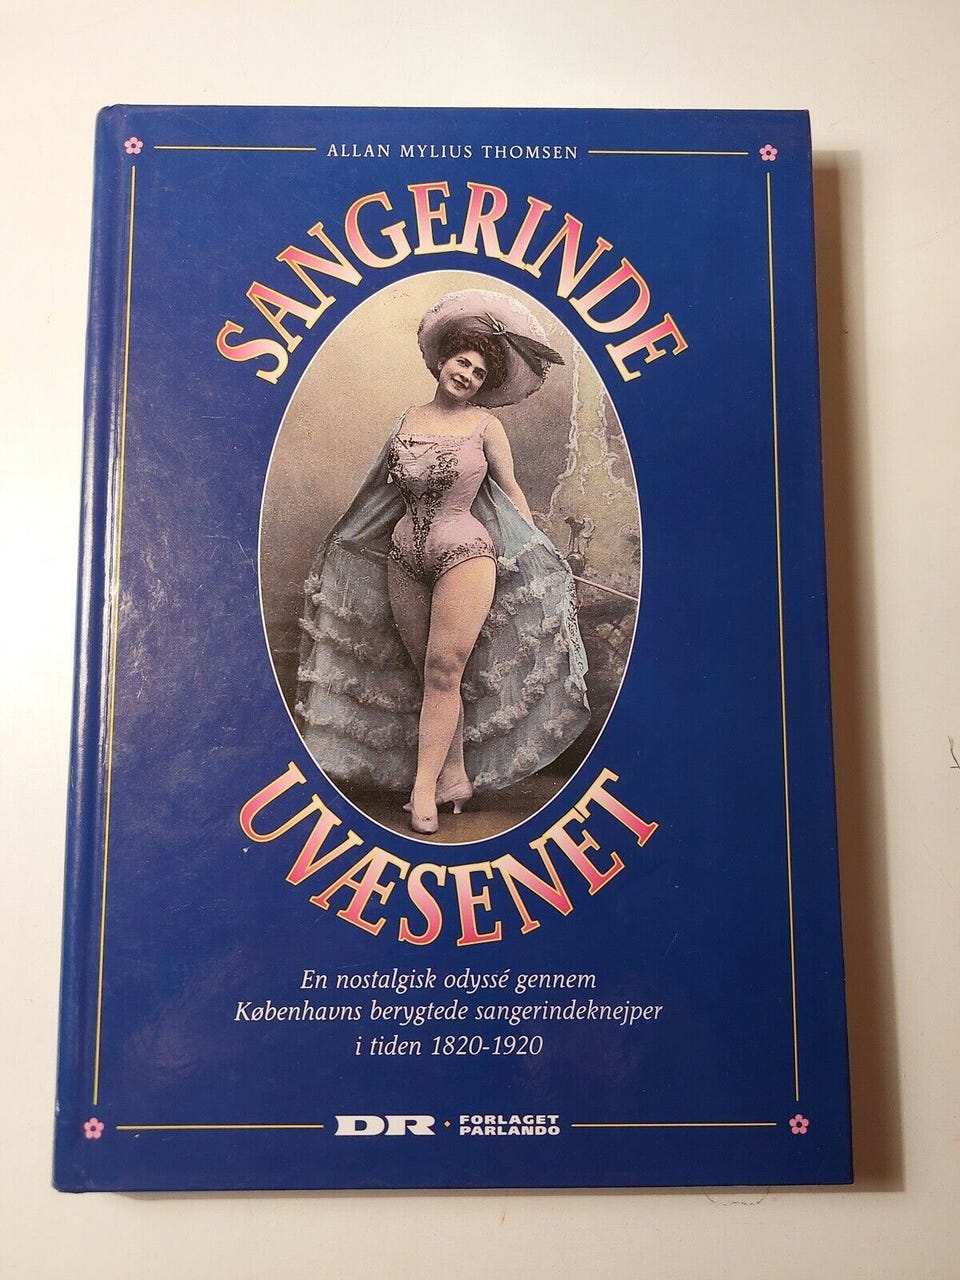 ALLAN MYLIUS THOMSEN
SANGERINDE
UVÆSENET
En nostalgisk odyssé gennem
Københavns berygtede sangerindeknejper
i tiden 1820-1920
DR · FORLAGET
PARLANDO